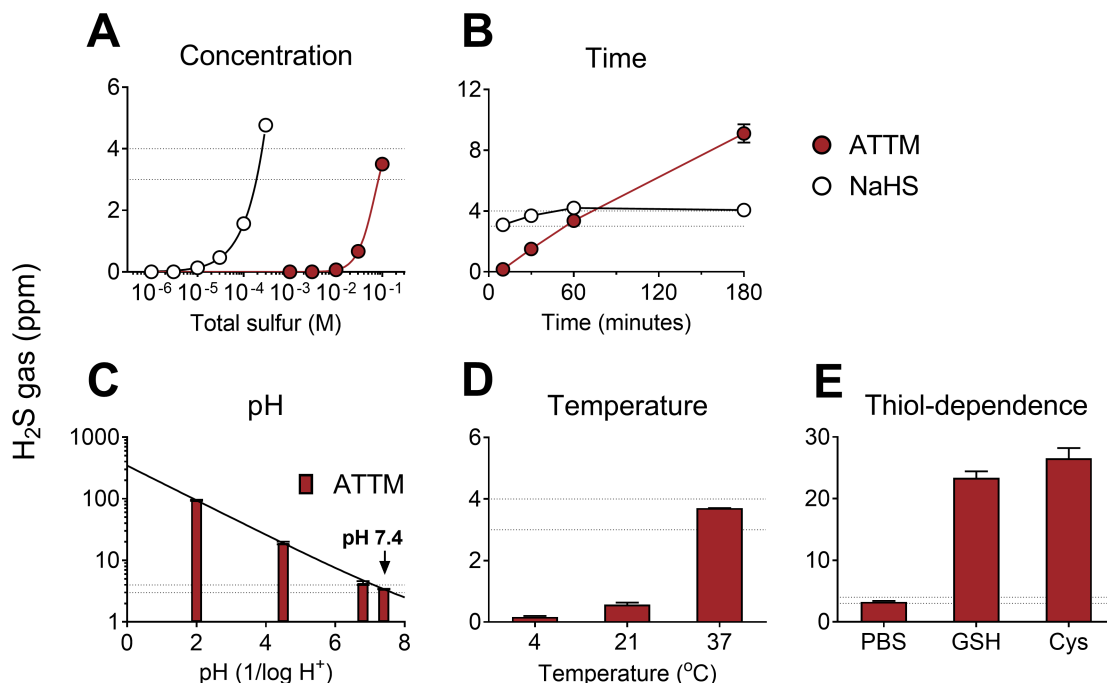 A
Concentration
6
4
2
0
10⁻⁶ 10⁻⁵ 10⁻⁴ 10⁻³ 10⁻² 10⁻¹
Total sulfur (M)
B
Time
12
8
4
0
0 60 120 180
Time (minutes)
ATTM
NaHS
H₂S gas (ppm)
C
pH
1000
100
10
1
ATTM
pH 7.4
0 2 4 6 8
pH (1/log H⁺)
D
Temperature
6
4
2
0
4 21 37
Temperature (ᵒC)
E
Thiol-dependence
30
20
10
0
PBS GSH Cys